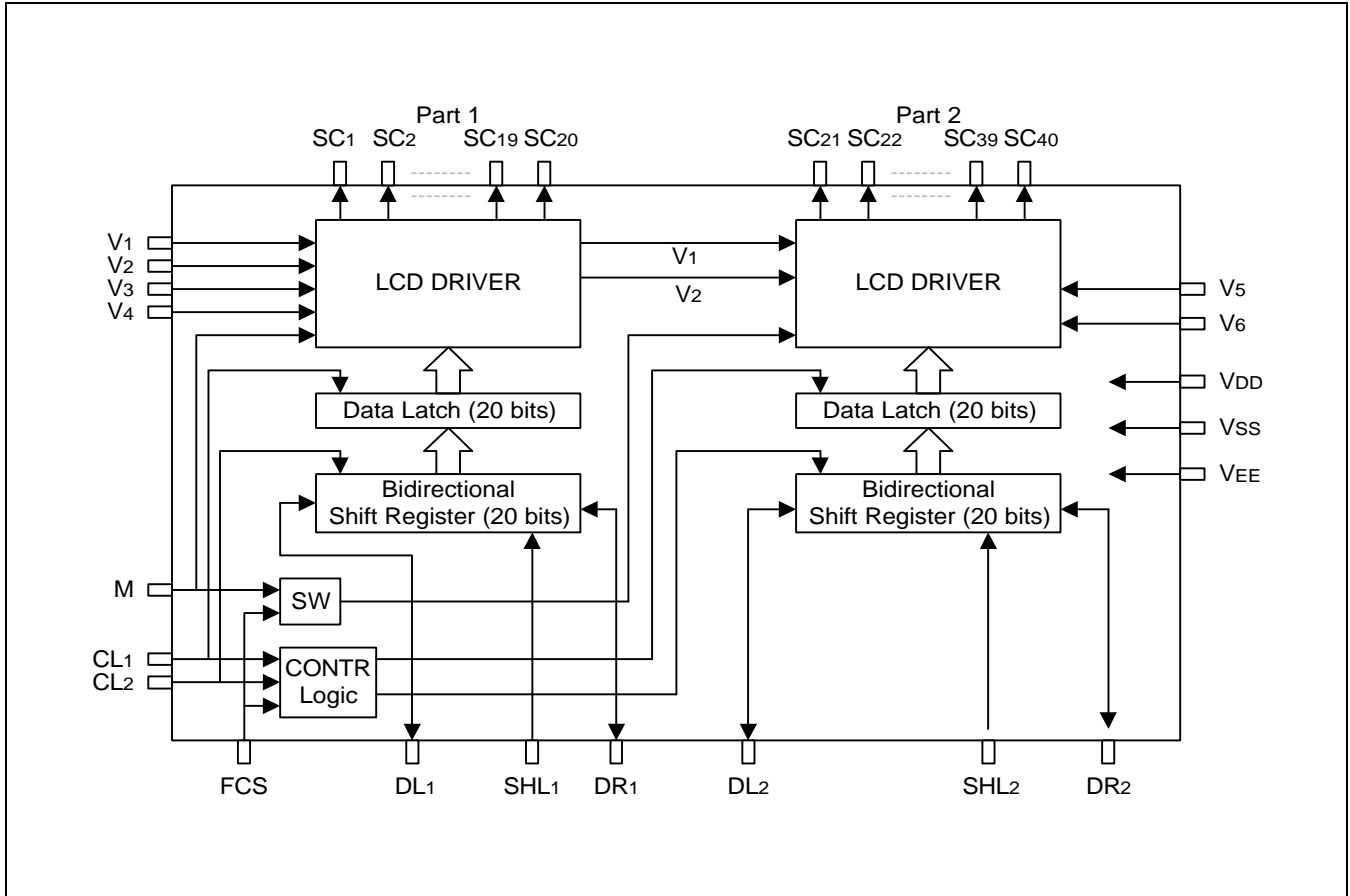 Part 1 Part 2
SC1 SC2 SC19 SC20 SC21 SC22 SC39 SC40
V1
V2
V3
V4
LCD DRIVER
V1
V2
LCD DRIVER
V5
V6
VDD
VSS
VEE
Data Latch (20 bits)
Data Latch (20 bits)
Bidirectional
Shift Register (20 bits)
Bidirectional
Shift Register (20 bits)
M
SW
CL1
CL2
CONTR
Logic
FCS DL1 SHL1 DR1 DL2 SHL2 DR2